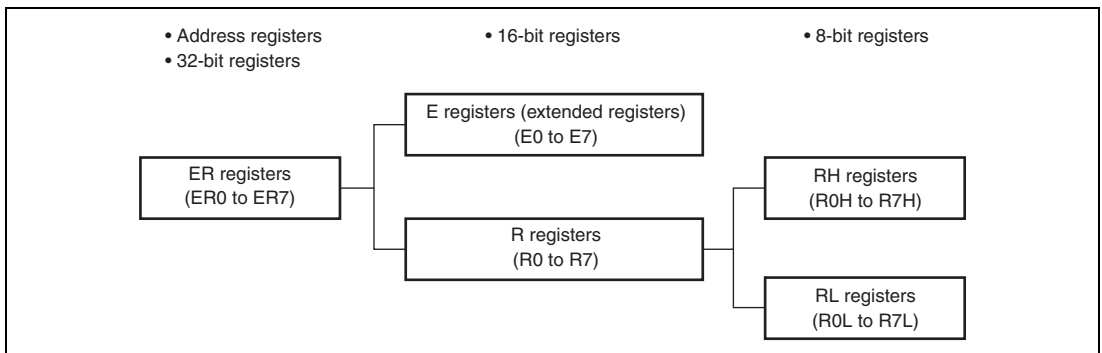 • Address registers
• 32-bit registers
• 16-bit registers
• 8-bit registers
E registers (extended registers)
(E0 to E7)
ER registers
(ER0 to ER7)
RH registers
(R0H to R7H)
R registers
(R0 to R7)
RL registers
(R0L to R7L)